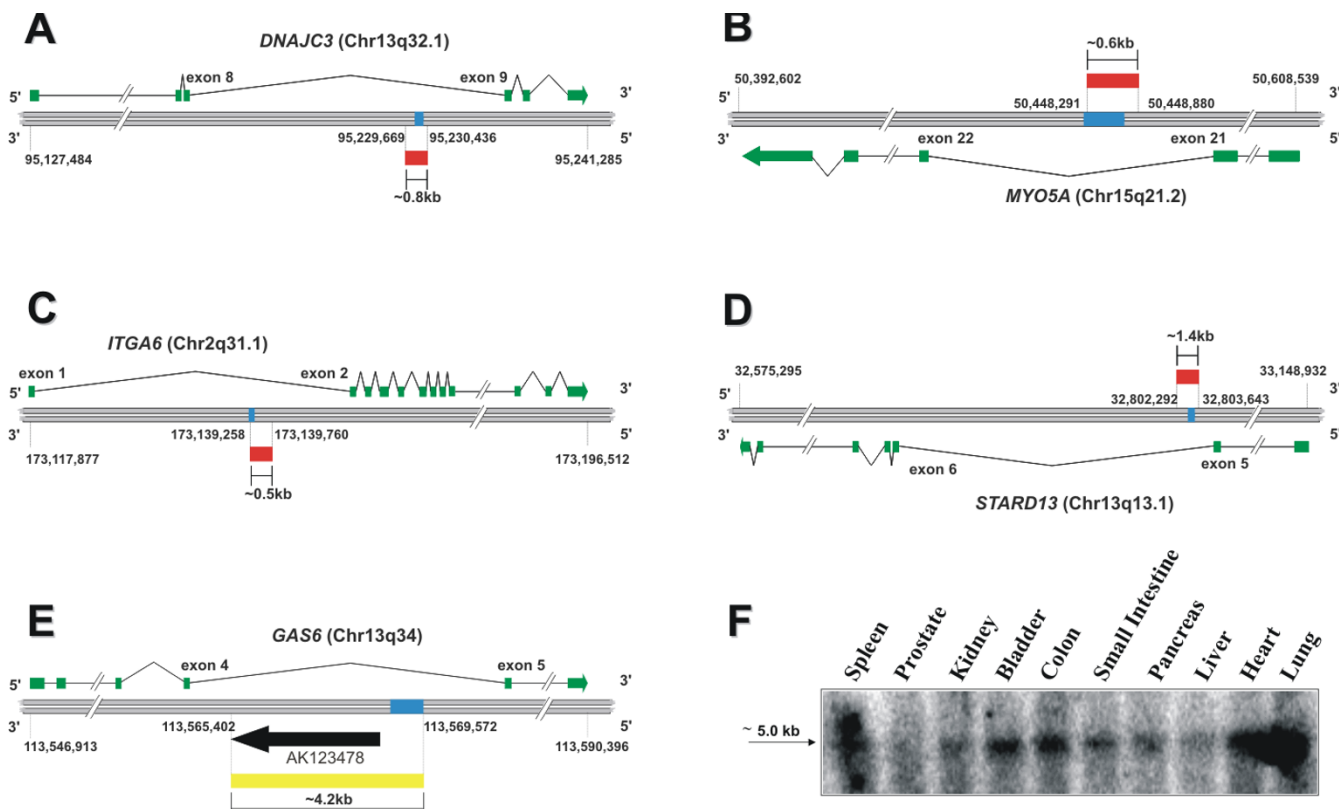 A
DNAJC3 (Chr13q32.1)
exon 8
exon 9
5'
3'
3'
5'
95,229,669
95,230,436
95,127,484
95,241,285
~0.8kb
B
~0.6kb
50,392,602
50,608,539
5'
3'
50,448,291
50,448,880
3'
5'
exon 22
exon 21
MYO5A (Chr15q21.2)
C
ITGA6 (Chr2q31.1)
exon 1
exon 2
5'
3'
3'
5'
173,139,258
173,139,760
173,117,877
173,196,512
~0.5kb
D
~1.4kb
32,575,295
33,148,932
5'
3'
32,802,292
32,803,643
3'
5'
exon 6
exon 5
STARD13 (Chr13q13.1)
E
GAS6 (Chr13q34)
exon 4
exon 5
5'
3'
3'
5'
113,565,402
113,569,572
113,546,913
113,590,396
AK123478
~4.2kb
F
Spleen
Prostate
Kidney
Bladder
Colon
Small Intestine
Pancreas
Liver
Heart
Lung
~ 5.0 kb